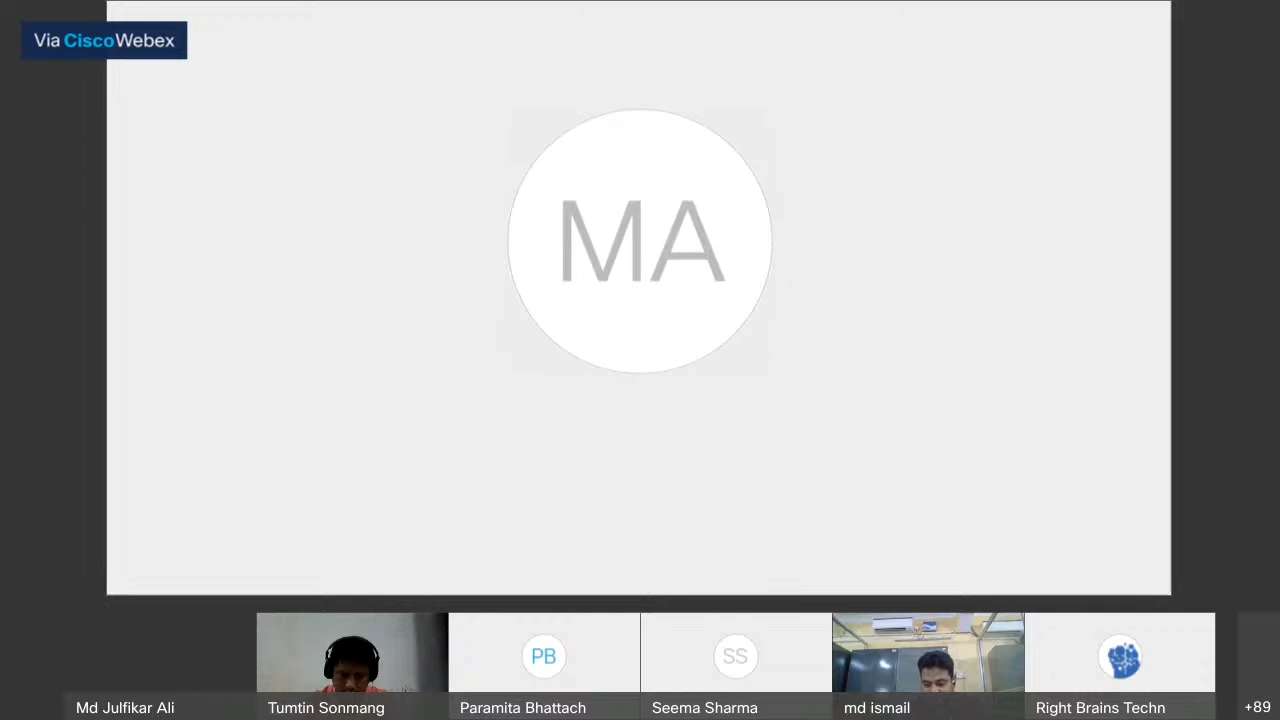 Via CiscoWebex
MA
PB
SS
Md Julfikar Ali
Tumtin Sonmang
Paramita Bhattach
Seema Sharma
md ismail
Right Brains Techn
+89